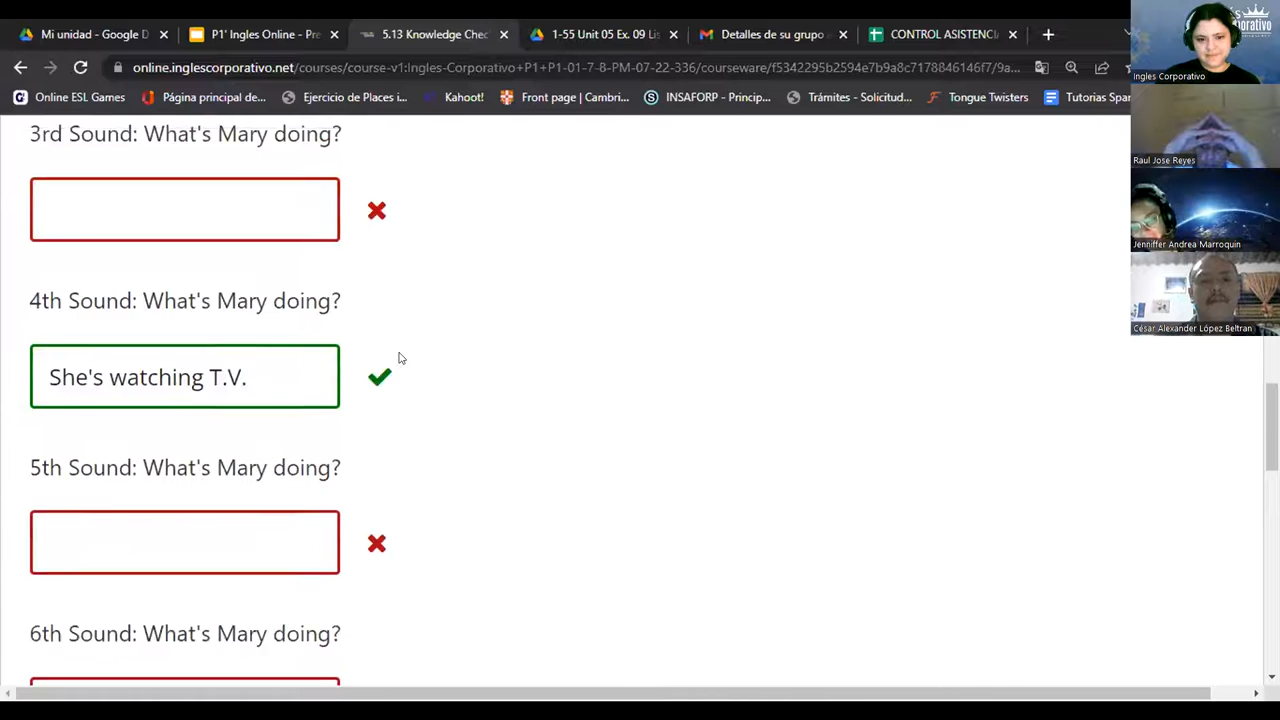 Mi unidad - Google D
P1' Ingles Online - Pre
5.13 Knowledge Chec
1-55 Unit 05 Ex. 09 Lis
Detalles de su grupo
CONTROL ASISTENCI
online.inglescorporativo.net/courses/course-v1:Ingles-Corporativo+P1+P1-01-7-8-PM-07-22-336/courseware/f5342295b2594e7b9a8c7178846146f7/9a...
Online ESL Games
Página principal de...
Ejercicio de Places i...
Kahoot!
Front page | Cambri...
INSAFORP - Princip...
Trámites - Solicitud...
Tongue Twisters
Tutorias Spar
3rd Sound: What's Mary doing?
4th Sound: What's Mary doing?
She's watching T.V.
5th Sound: What's Mary doing?
6th Sound: What's Mary doing?
Ingles Corporativo
Raul Jose Reyes
Jenniffer Andrea Marroquin
César Alexander López Beltran